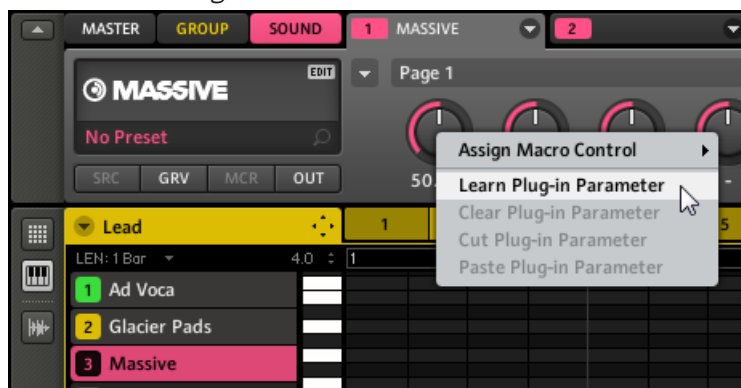 MASTER GROUP SOUND 1 MASSIVE 2
MASSIVE EDIT Page 1
No Preset
Assign Macro Control
SRC GRV MCR OUT 50. Learn Plug-in Parameter -
Lead 1 Clear Plug-in Parameter 5
Cut Plug-in Parameter
LEN: 1 Bar 4.0 1
Paste Plug-in Parameter
1 Ad Voca
2 Glacier Pads
3 Massive